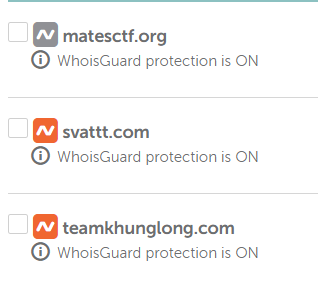 matesctf.org
WhoisGuard protection is ON
svattt.com
WhoisGuard protection is ON
teamkhunglong.com
WhoisGuard protection is ON